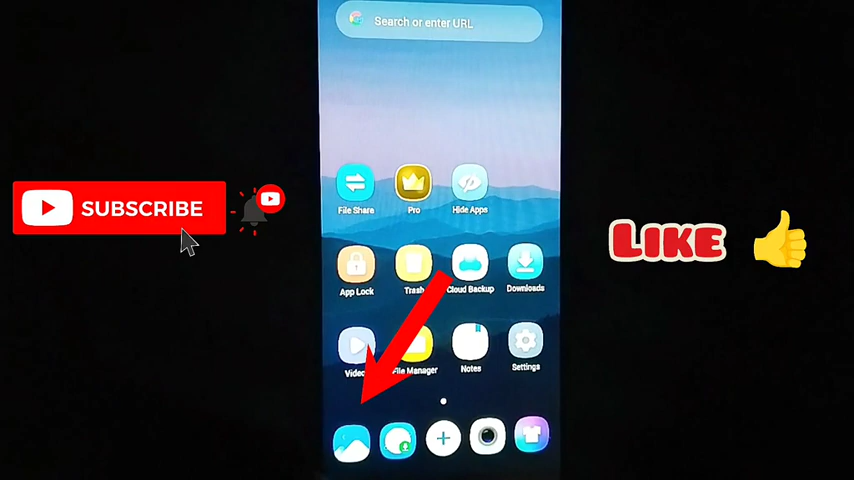 Search or enter URL
File Share
Pro
Hide Apps
SUBSCRIBE
LIKE
App Lock
Trash
Cloud Backup
Downloads
Video
File Manager
Notes
Settings